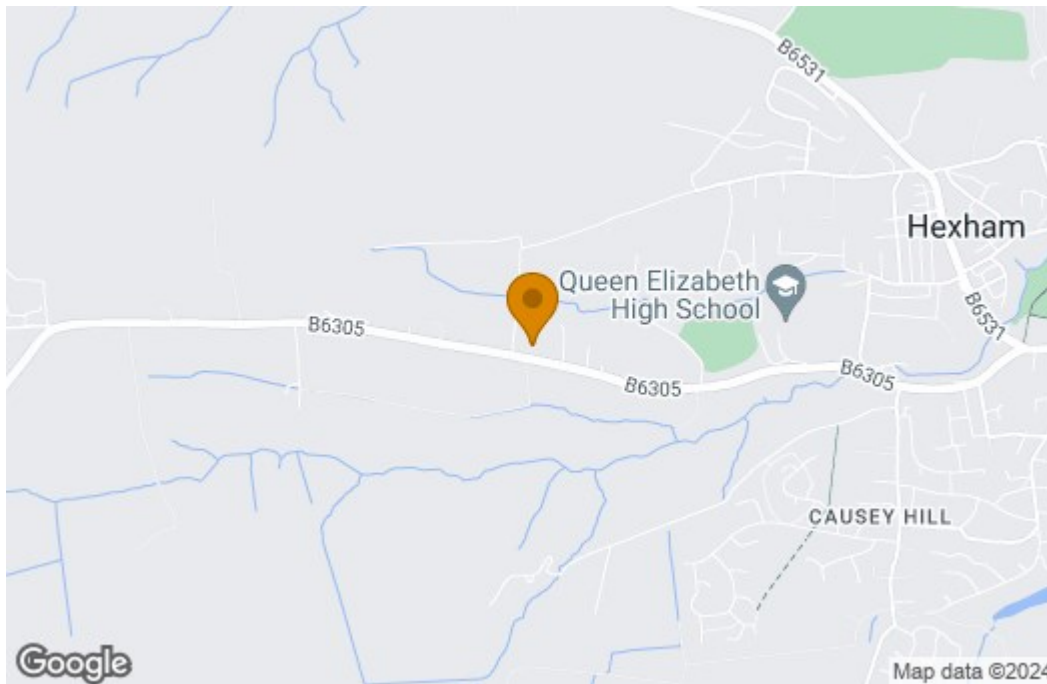 B6531
Hexham
Queen Elizabeth
High School
B6531
B6305
B6305
B6305
CAUSEY HILL
Google
Map data ©2024